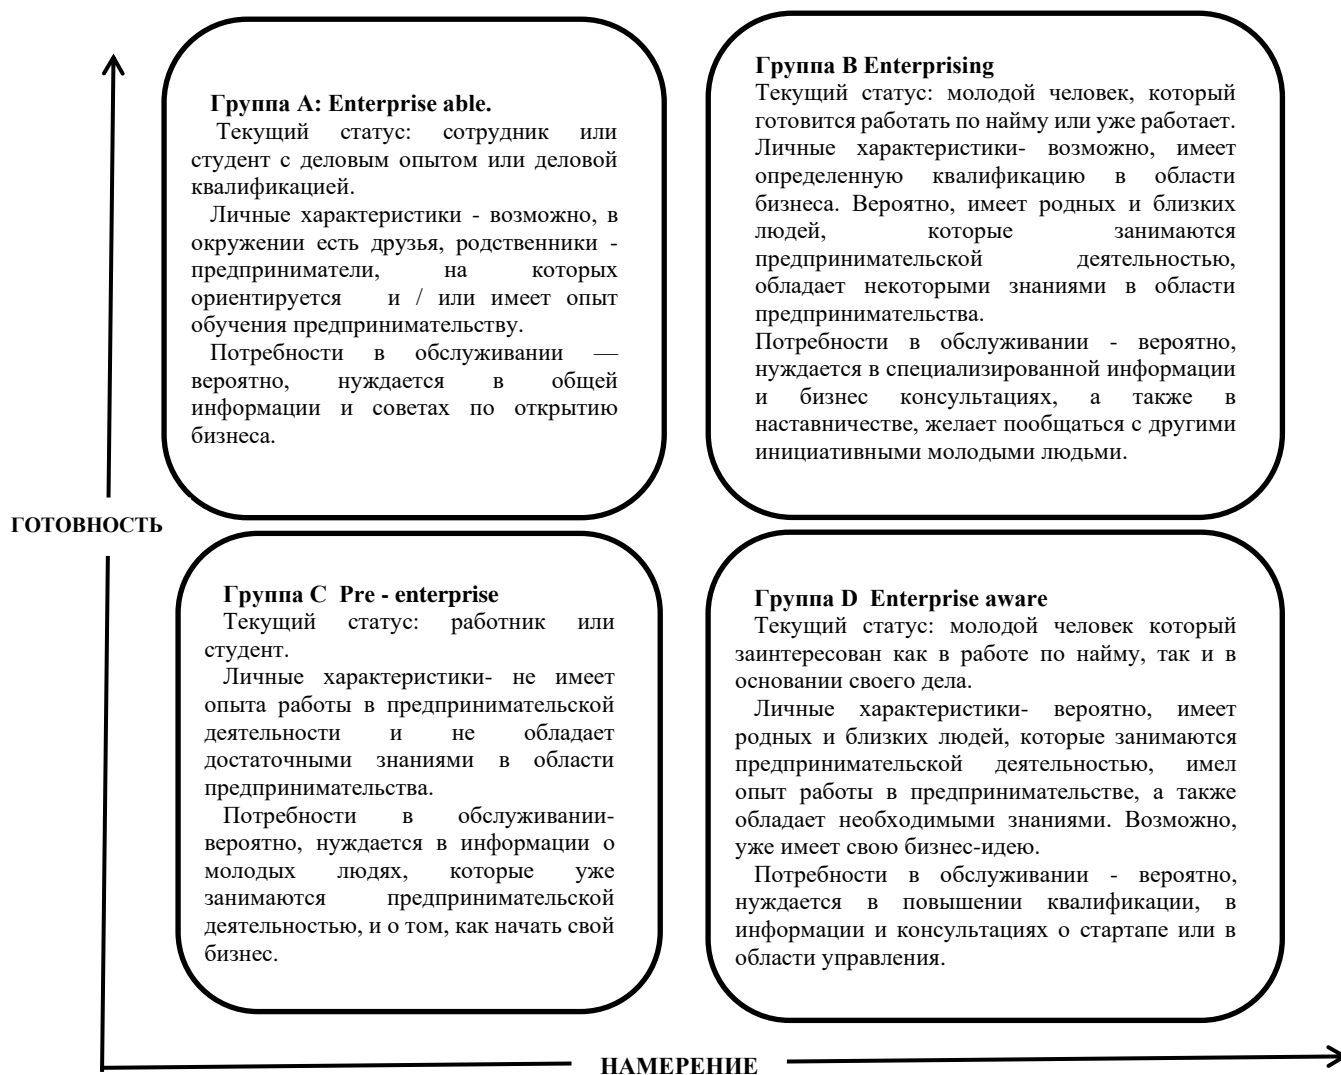 Группа А: Enterprise able.
Текущий статус: сотрудник или
студент с деловым опытом или деловой
квалификацией.
Личные характеристики - возможно, в
окружении есть друзья, родственники -
предприниматели, на которых
ориентируется и / или имеет опыт
обучения предпринимательству.
Потребности в обслуживании —
вероятно, нуждается в общей
информации и советах по открытию
бизнеса.
Группа В Enterprising
Текущий статус: молодой человек, который
готовится работать по найму или уже работает.
Личные характеристики- возможно, имеет
определенную квалификацию в области
бизнеса. Вероятно, имеет родных и близких
людей, которые занимаются
предпринимательской деятельностью,
обладает некоторыми знаниями в области
предпринимательства.
Потребности в обслуживании - вероятно,
нуждается в специализированной информации
и бизнес консультациях, а также в
наставничестве, желает пообщаться с другими
инициативными молодыми людьми.
ГОТОВНОСТЬ
Группа С Pre - enterprise
Текущий статус: работник или
студент.
Личные характеристики- не имеет
опыта работы в предпринимательской
деятельности и не обладает
достаточными знаниями в области
предпринимательства.
Потребности в обслуживании-
вероятно, нуждается в информации о
молодых людях, которые уже
занимаются предпринимательской
деятельностью, и о том, как начать свой
бизнес.
Группа D Enterprise aware
Текущий статус: молодой человек который
заинтересован как в работе по найму, так и в
основании своего дела.
Личные характеристики- вероятно, имеет
родных и близких людей, которые занимаются
предпринимательской деятельностью, имел
опыт работы в предпринимательстве, а также
обладает необходимыми знаниями. Возможно,
уже имеет свою бизнес-идею.
Потребности в обслуживании - вероятно,
нуждается в повышении квалификации, в
информации и консультациях о стартапе или в
области управления.
НАМЕРЕНИЕ